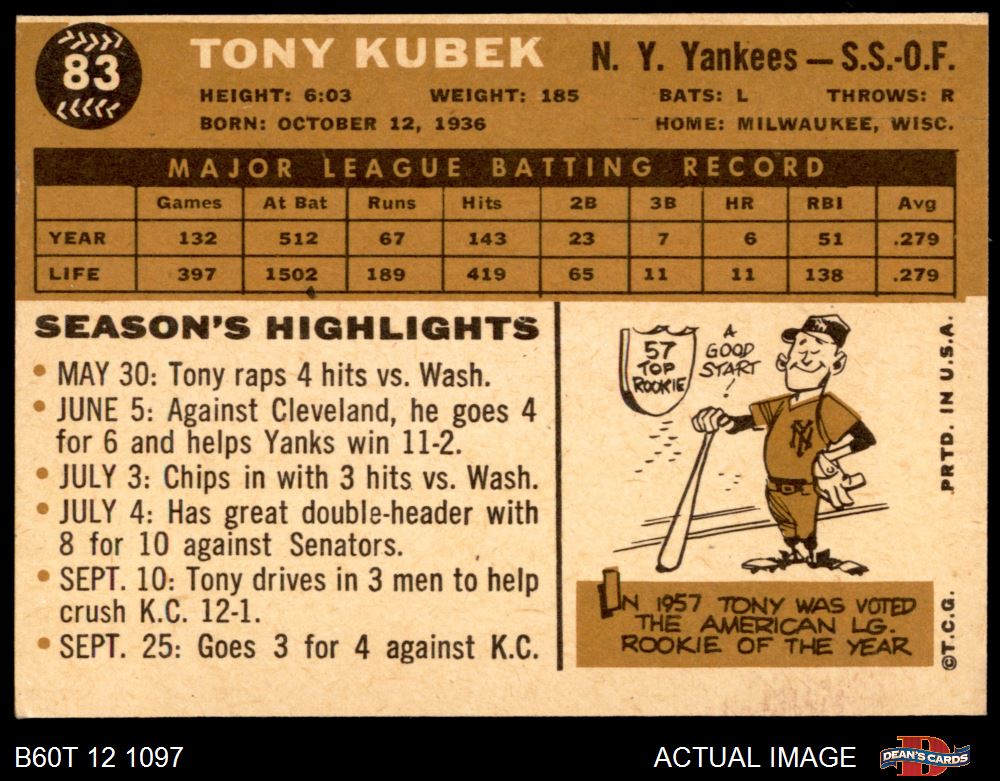 83
TONY KUBEK
N. Y. Yankees — S.S.-O.F.
HEIGHT: 6:03 WEIGHT: 185 BATS: L THROWS: R
BORN: OCTOBER 12, 1936 HOME: MILWAUKEE, WISC.
MAJOR LEAGUE BATTING RECORD
Games At Bat Runs Hits 2B 3B HR RBI Avg
YEAR 132 512 67 143 23 7 6 51 .279
LIFE 397 1502 189 419 65 11 11 138 .279
SEASON'S HIGHLIGHTS
• MAY 30: Tony raps 4 hits vs. Wash.
• JUNE 5: Against Cleveland, he goes 4
for 6 and helps Yanks win 11-2.
• JULY 3: Chips in with 3 hits vs. Wash.
• JULY 4: Has great double-header with
8 for 10 against Senators.
• SEPT. 10: Tony drives in 3 men to help
crush K.C. 12-1.
• SEPT. 25: Goes 3 for 4 against K.C.
57
TOP
ROOKIE
A
GOOD
START
!
NY
IN 1957 TONY WAS VOTED
THE AMERICAN LG.
ROOKIE OF THE YEAR
PRTD. IN U.S.A.
©T.C.G.
B60T 12 1097
ACTUAL IMAGE
DEAN'S CARDS